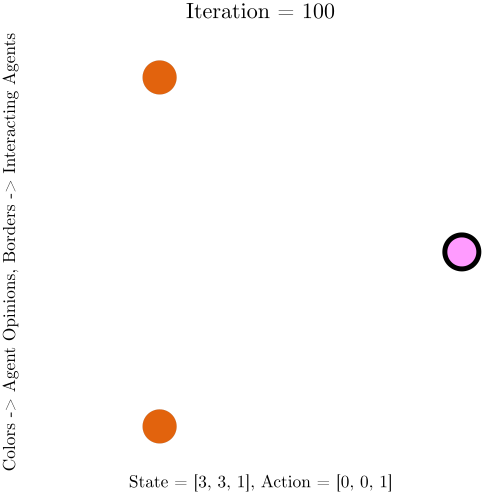 Iteration = 100
Colors -> Agent Opinions, Borders -> Interacting Agents
State = [3, 3, 1], Action = [0, 0, 1]